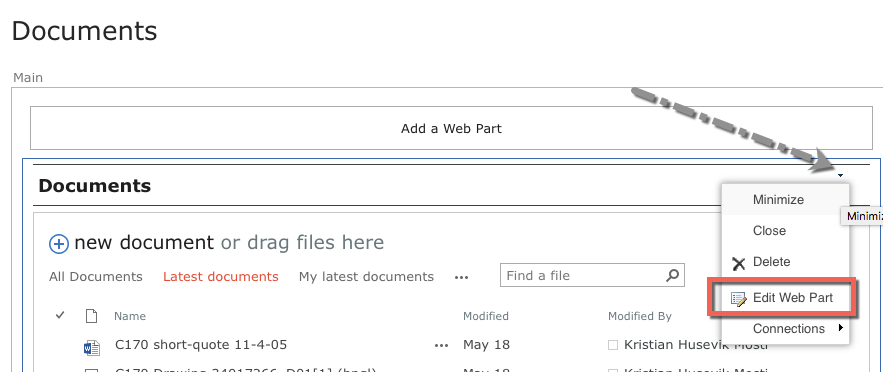 Documents
Main
Add a Web Part
Documents
Minimize
Minimiz
Close
new document or drag files here
Delete
All Documents Latest documents My latest documents ... Find a file
Edit Web Part
Name Modified Modified By
Connections
C170 short-quote 11-4-05 ... May 18 Kristian Husevik Mosti